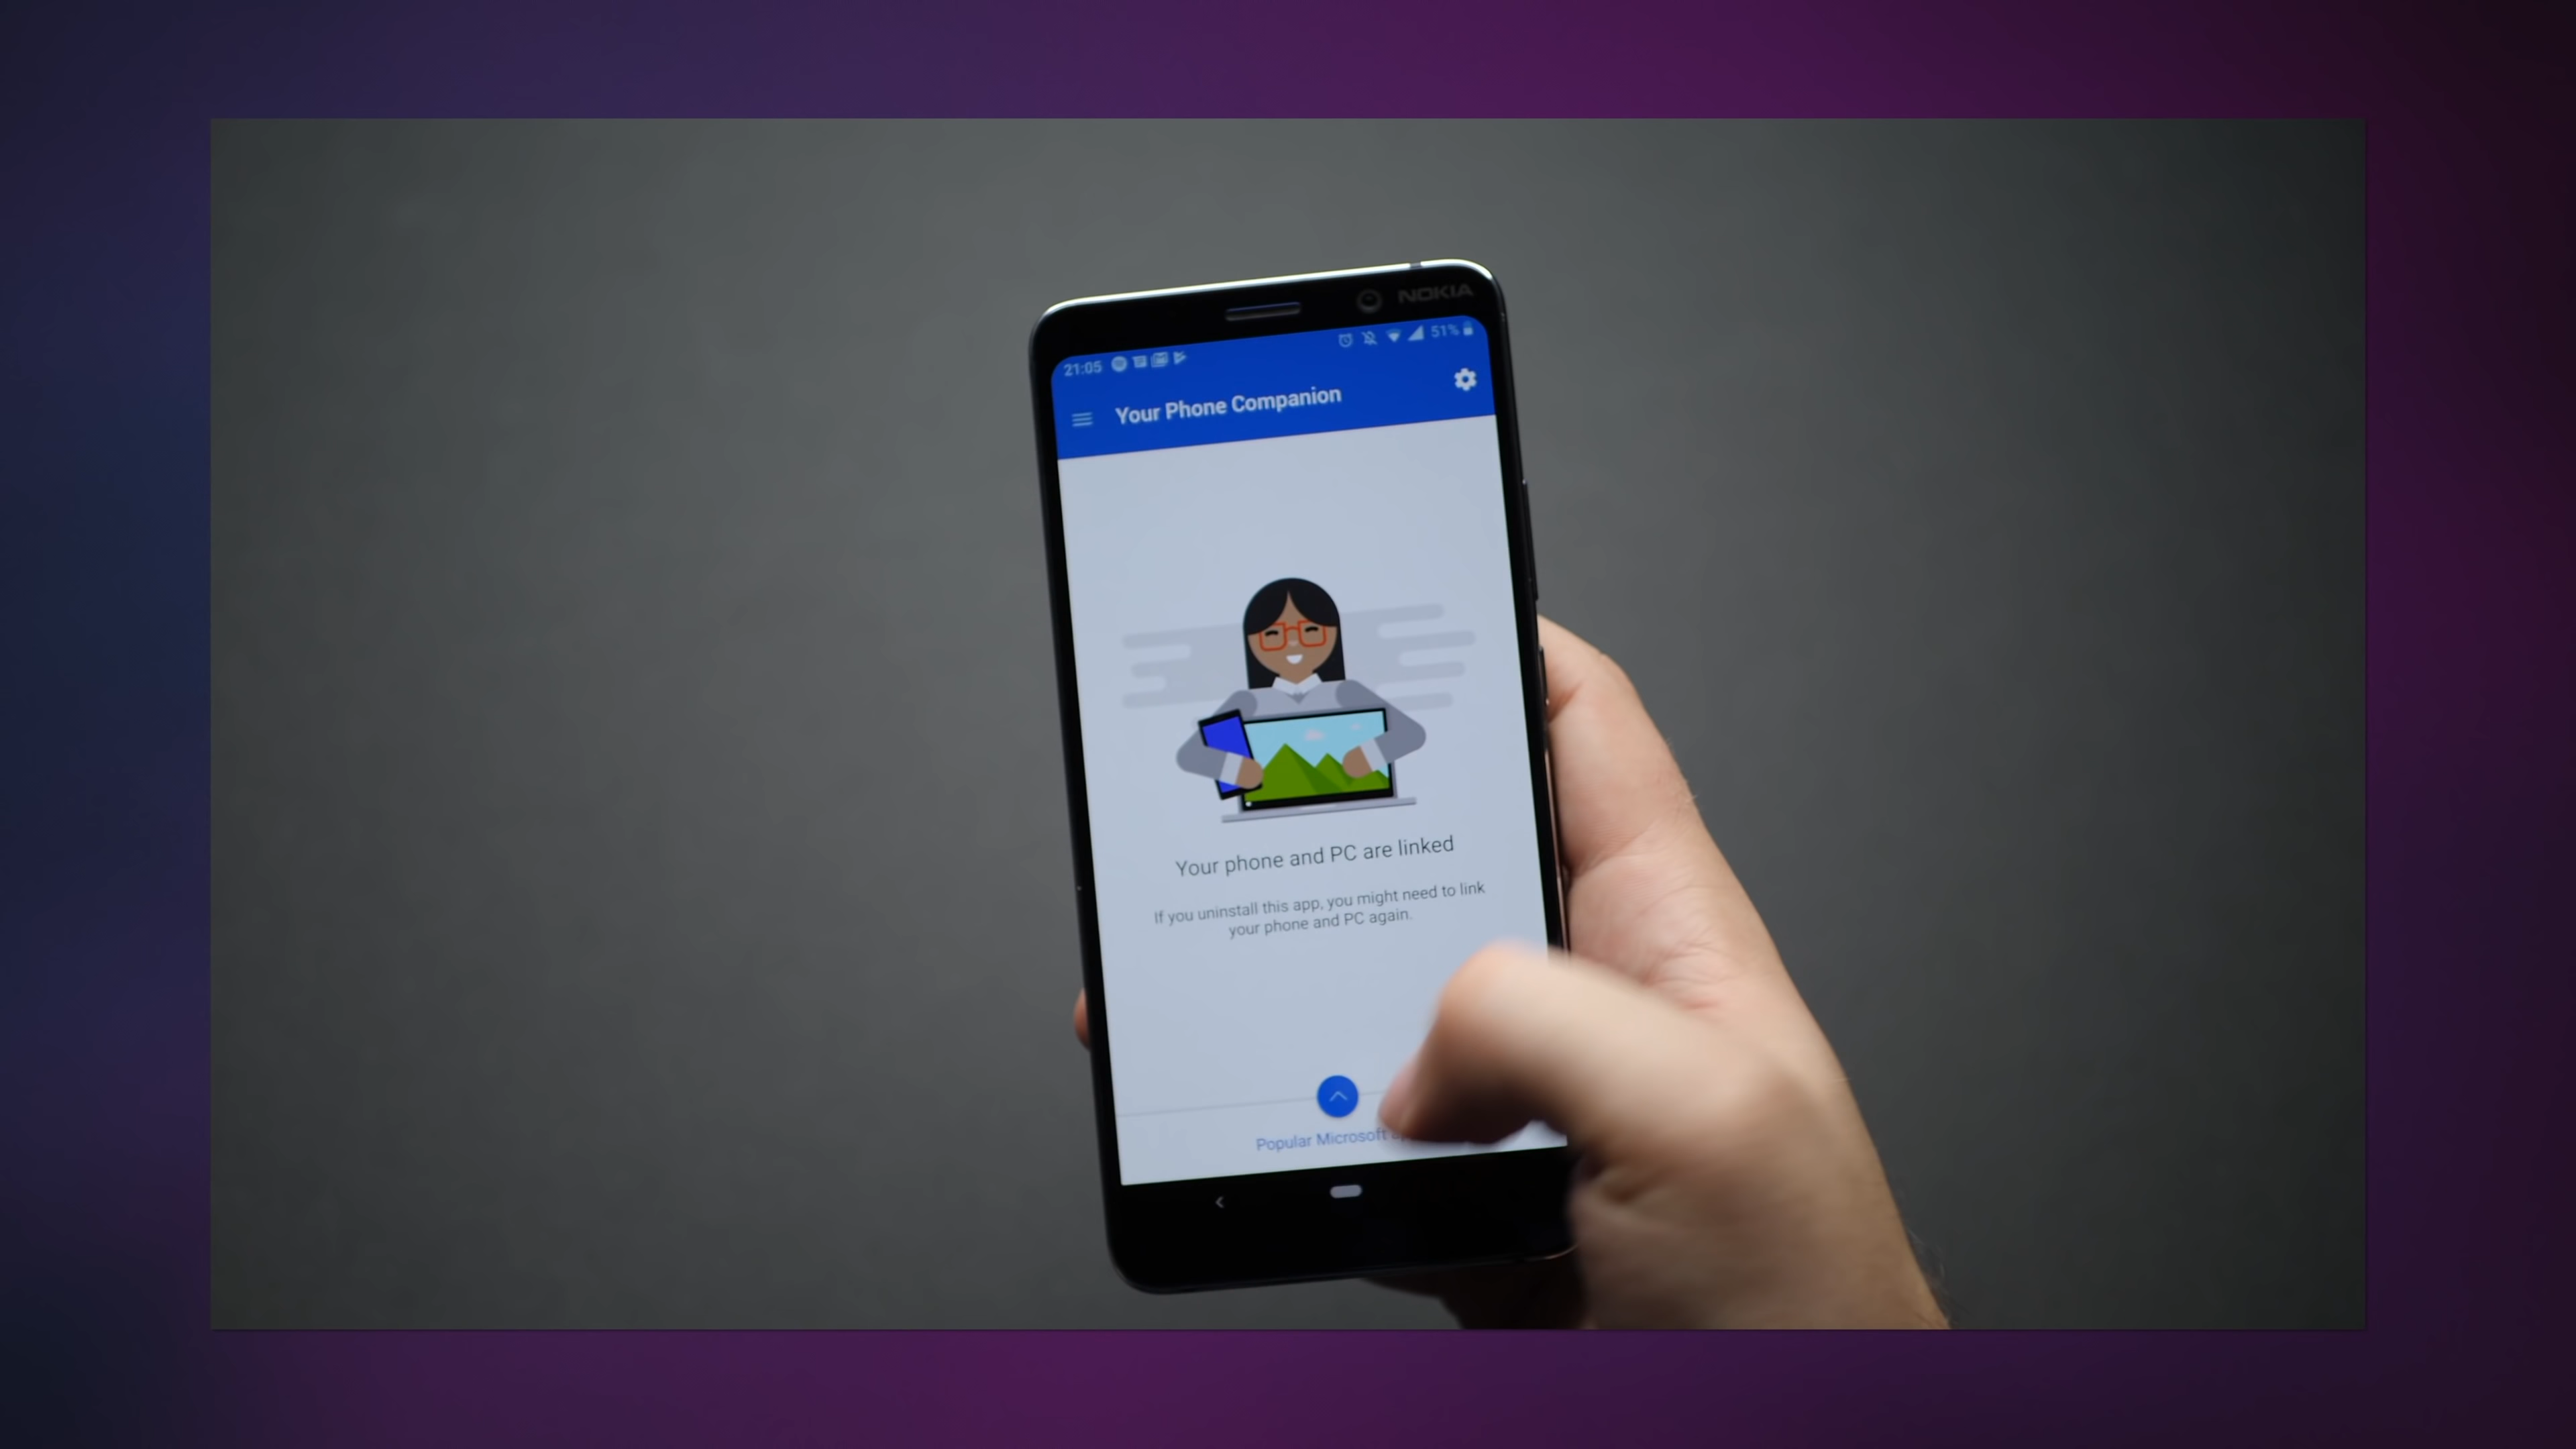 NOKIA
21:05
51%
Your Phone Companion
Your phone and PC are linked
If you uninstall this app, you might need to link
your phone and PC again.
Popular Microsoft